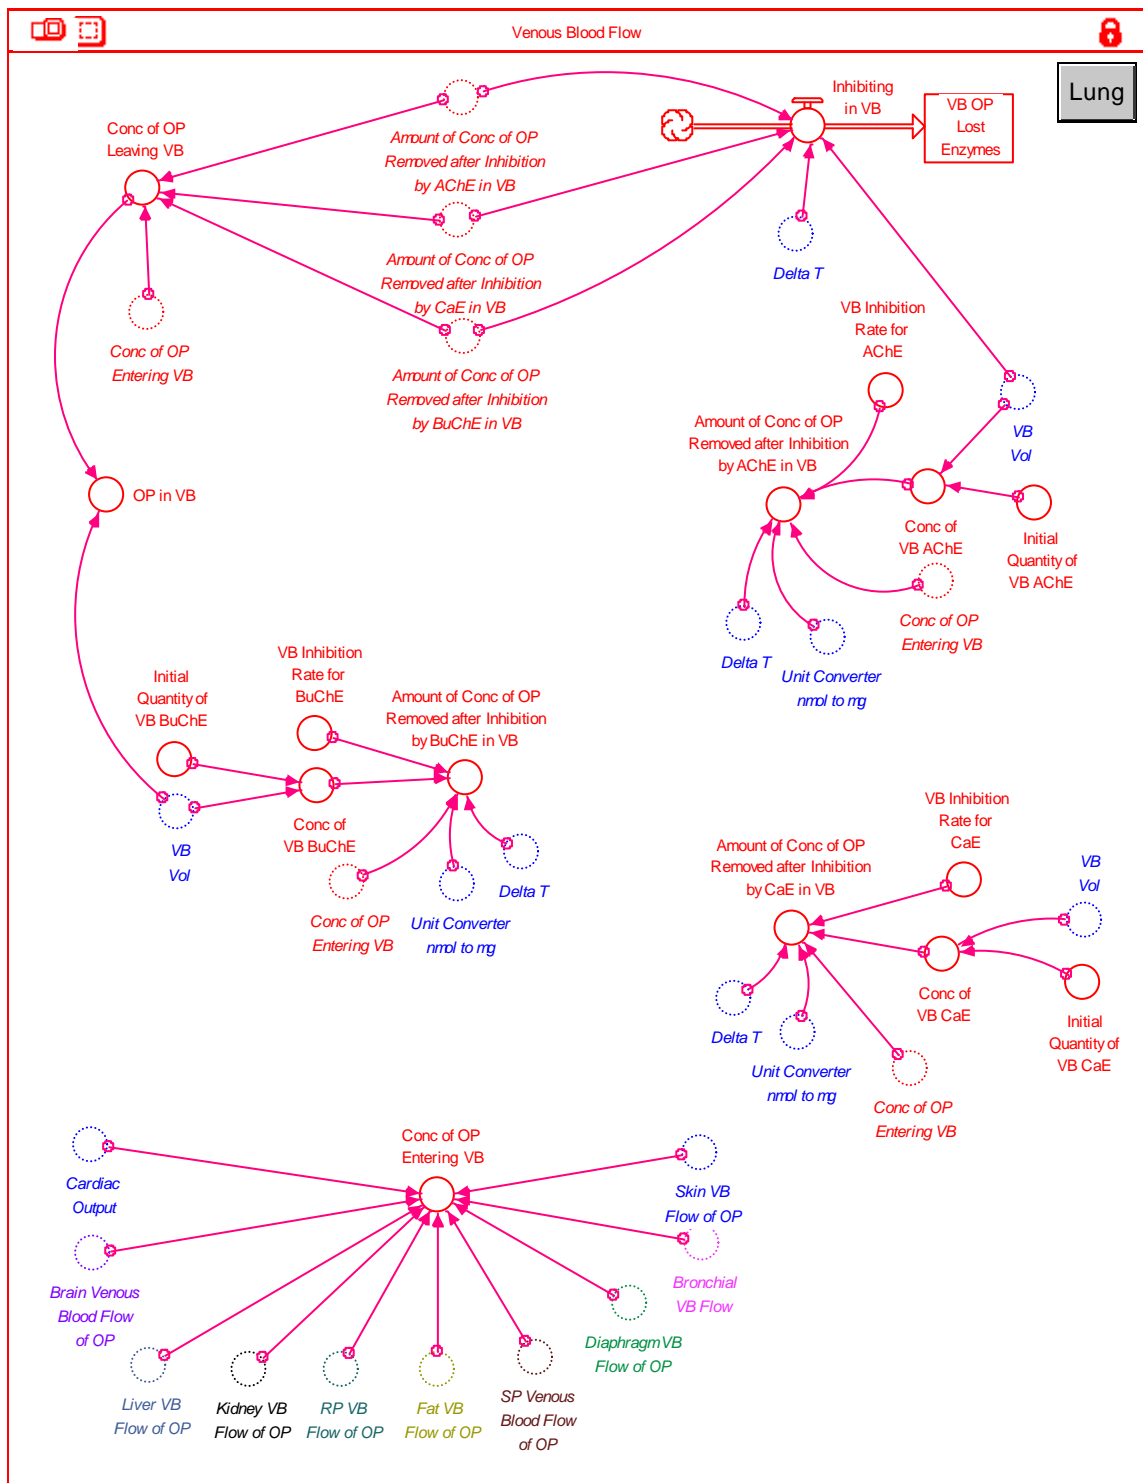 Venous Blood Flow
Lung
Inhibiting
in VB
VB OP
Lost
Enzymes
Conc of OP
Leaving VB
Amount of Conc of OP
Removed after Inhibition
by AChE in VB
Amount of Conc of OP
Removed after Inhibition
by CaE in VB
Delta T
Conc of OP
Entering VB
Amount of Conc of OP
Removed after Inhibition
by BuChE in VB
VB Inhibition
Rate for
AChE
Amount of Conc of OP
Removed after Inhibition
by AChE in VB
VB
Vol
OP in VB
Conc of
VB AChE
Initial
Quantity of
VB AChE
Conc of OP
Entering VB
Delta T
Unit Converter
nmol to mg
Initial
Quantity of
VB BuChE
VB Inhibition
Rate for
BuChE
Amount of Conc of OP
Removed after Inhibition
by BuChE in VB
VB
Vol
Conc of
VB BuChE
Conc of OP
Entering VB
Unit Converter
nmol to mg
Delta T
VB Inhibition
Rate for
CaE
Amount of Conc of OP
Removed after Inhibition
by CaE in VB
VB
Vol
Conc of
VB CaE
Initial
Quantity of
VB CaE
Delta T
Unit Converter
nmol to mg
Conc of OP
Entering VB
Conc of OP
Entering VB
Cardiac
Output
Skin VB
Flow of OP
Brain Venous
Blood Flow
of OP
Bronchial
VB Flow
Diaphragm VB
Flow of OP
Liver VB
Flow of OP
Kidney VB
Flow of OP
RP VB
Flow of OP
Fat VB
Flow of OP
SP Venous
Blood Flow
of OP